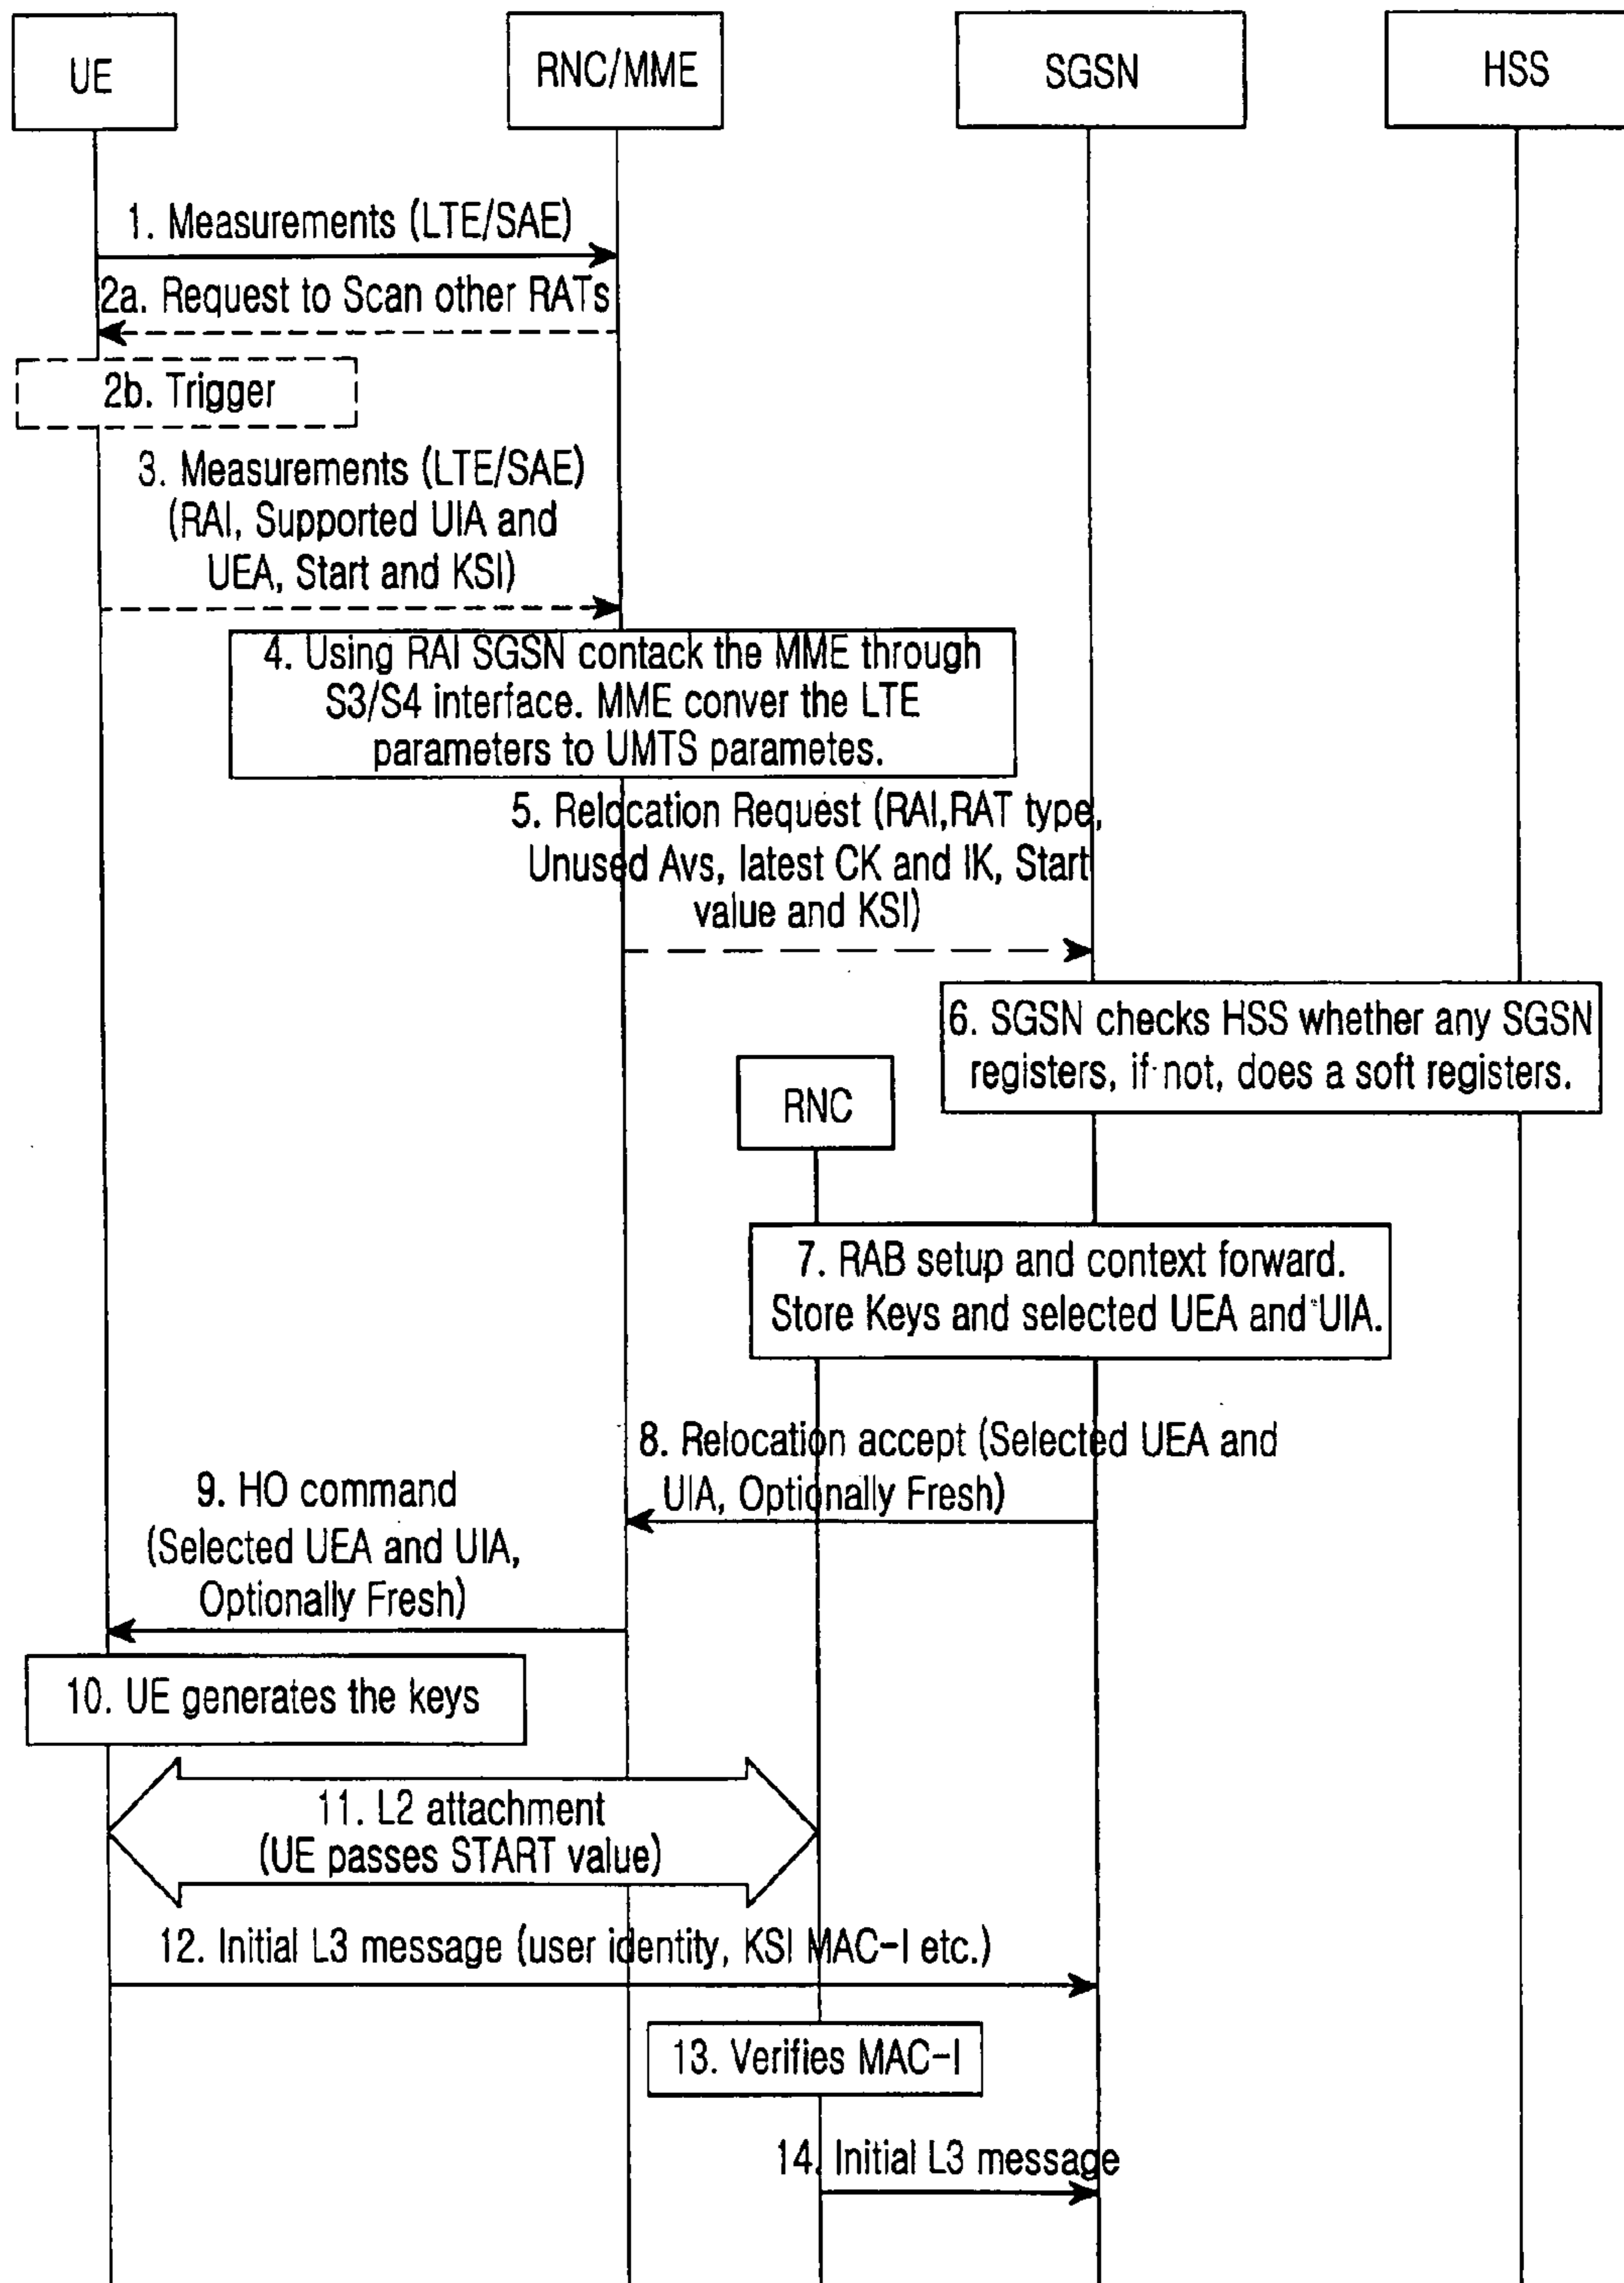 UE
RNC/MME
SGSN
HSS
1. Measurements (LTE/SAE)
2a. Request to Scan other RATs
2b. Trigger
3. Measurements (LTE/SAE)
(RAI, Supported UIA and
UEA, Start and KSI)
4. Using RAI SGSN contack the MME through
S3/S4 interface. MME conver the LTE
parameters to UMTS parametes.
5. Relocation Request (RAI,RAT type,
Unused Avs, latest CK and IK, Start
value and KSI)
6. SGSN checks HSS whether any SGSN
registers, if not, does a soft registers.
RNC
7. RAB setup and context forward.
Store Keys and selected UEA and UIA.
8. Relocation accept (Selected UEA and
UIA, Optionally Fresh)
9. HO command
(Selected UEA and UIA,
Optionally Fresh)
10. UE generates the keys
11. L2 attachment
(UE passes START value)
12. Initial L3 message (user identity, KSI MAC-I etc.)
13. Verifies MAC-I
14. Initial L3 message